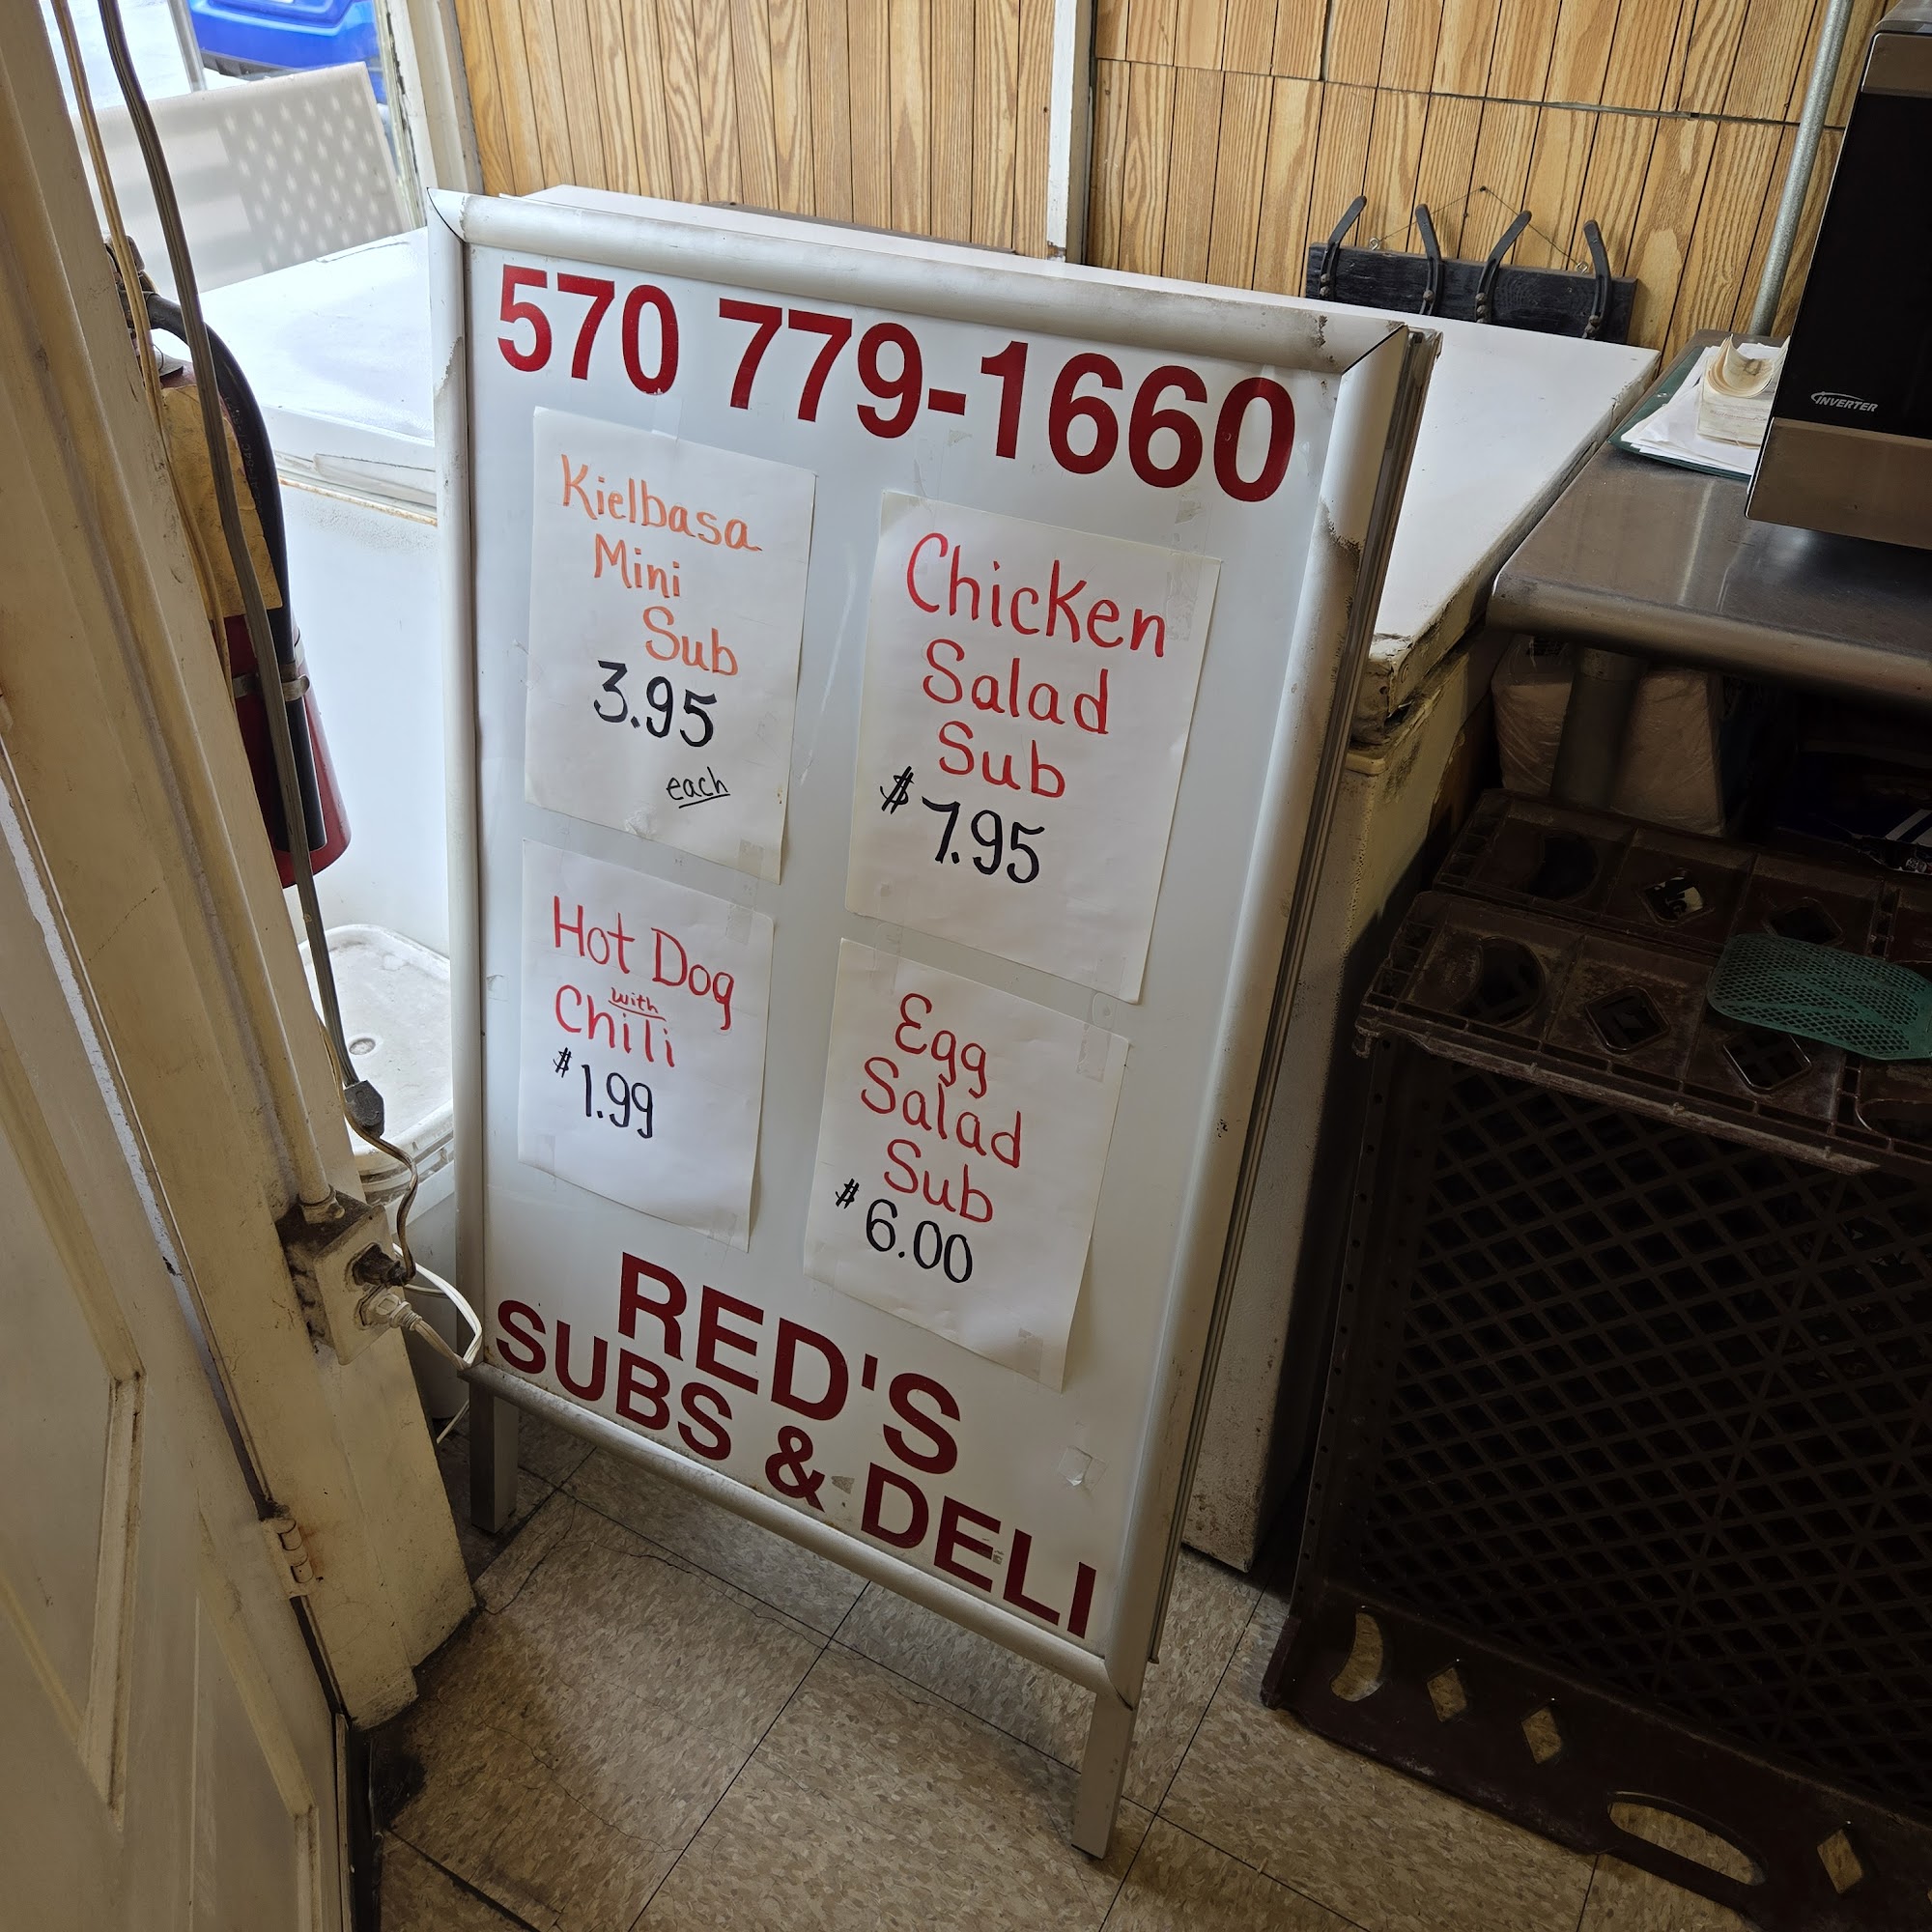 570 779-1660
Kielbasa
Mini
Sub
3.95
each
Chicken
Salad
Sub
$7.95
Hot Dog
with
Chili
$1.99
Egg
Salad
Sub
$6.00
RED'S
SUBS & DELI
INVERTER